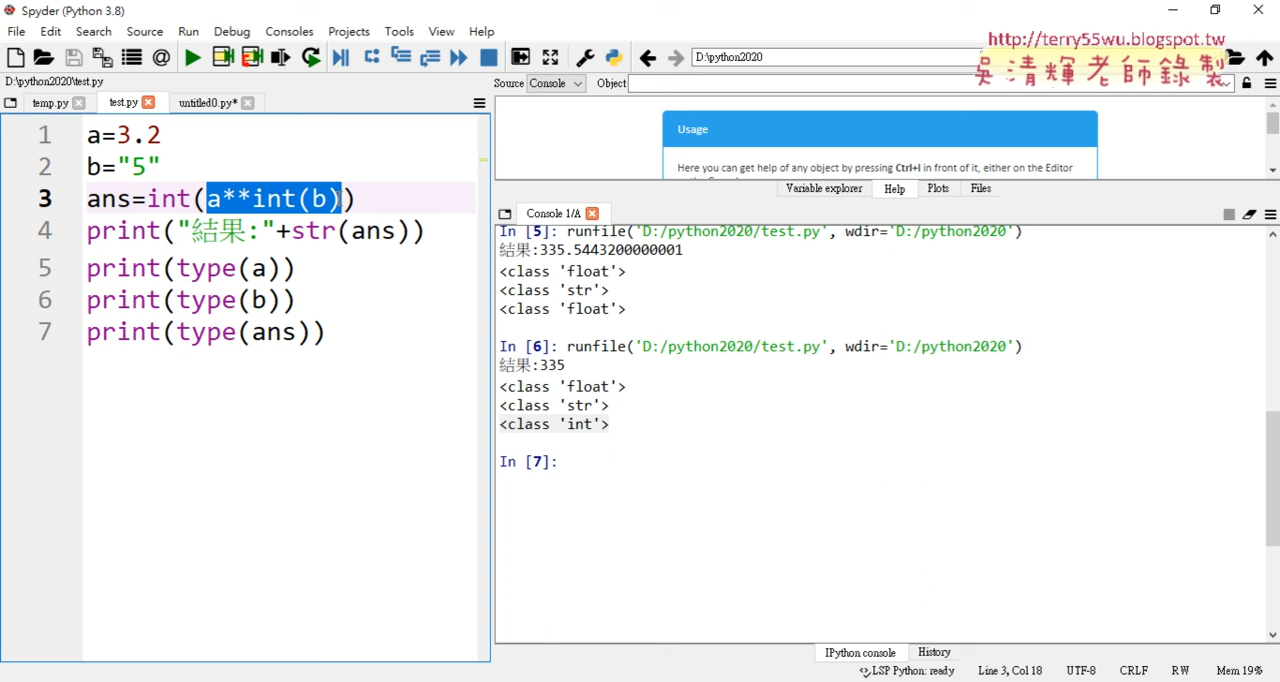 Spyder (Python 3.8)
File Edit Search Source Run Debug Consoles Projects Tools View Help
http://terry55wu.blogspot.tw
D:\python2020
吳清輝老師錄製
D:\python2020\test.py
Source Console Object
temp.py test.py untitled0.py*
1 a=3.2
2 b="5"
3 ans=int(a**int(b))
4 print("結果:"+str(ans))
5 print(type(a))
6 print(type(b))
7 print(type(ans))
Usage
Here you can get help of any object by pressing Ctrl+I in front of it, either on the Editor
Variable explorer Help Plots Files
Console 1/A
In [5]: runfile('D:/python2020/test.py', wdir='D:/python2020')
結果:335.5443200000001
<class 'float'>
<class 'str'>
<class 'float'>
In [6]: runfile('D:/python2020/test.py', wdir='D:/python2020')
結果:335
<class 'float'>
<class 'str'>
<class 'int'>
In [7]:
IPython console History
LSP Python: ready Line 3, Col 18 UTF-8 CRLF RW Mem 19%